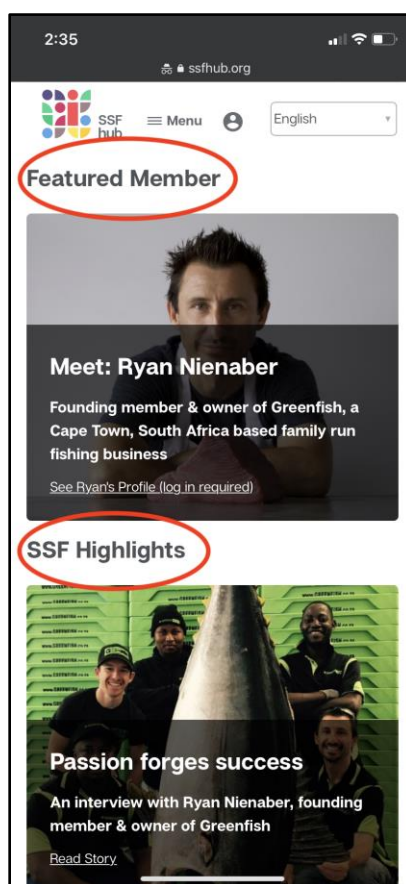 2:35
ssfhub.org
SSF
hub
Menu
English
Featured Member
Meet: Ryan Nienaber
Founding member & owner of Greenfish, a
Cape Town, South Africa based family run
fishing business
See Ryan's Profile (log in required)
SSF Highlights
Passion forges success
An interview with Ryan Nienaber, founding
member & owner of Greenfish
Read Story